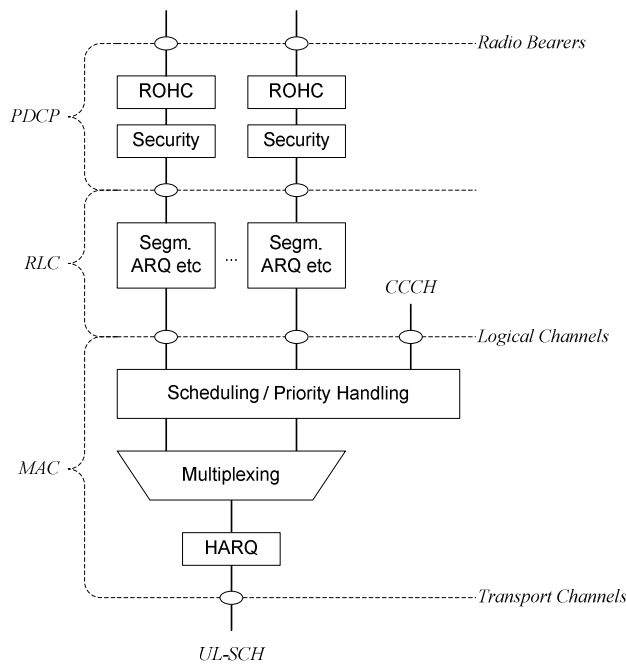 Radio Bearers
ROHC
ROHC
PDCP
Security
Security
Segm.
ARQ etc
...
Segm.
ARQ etc
RLC
CCCH
Logical Channels
Scheduling / Priority Handling
Multiplexing
MAC
HARQ
Transport Channels
UL-SCH